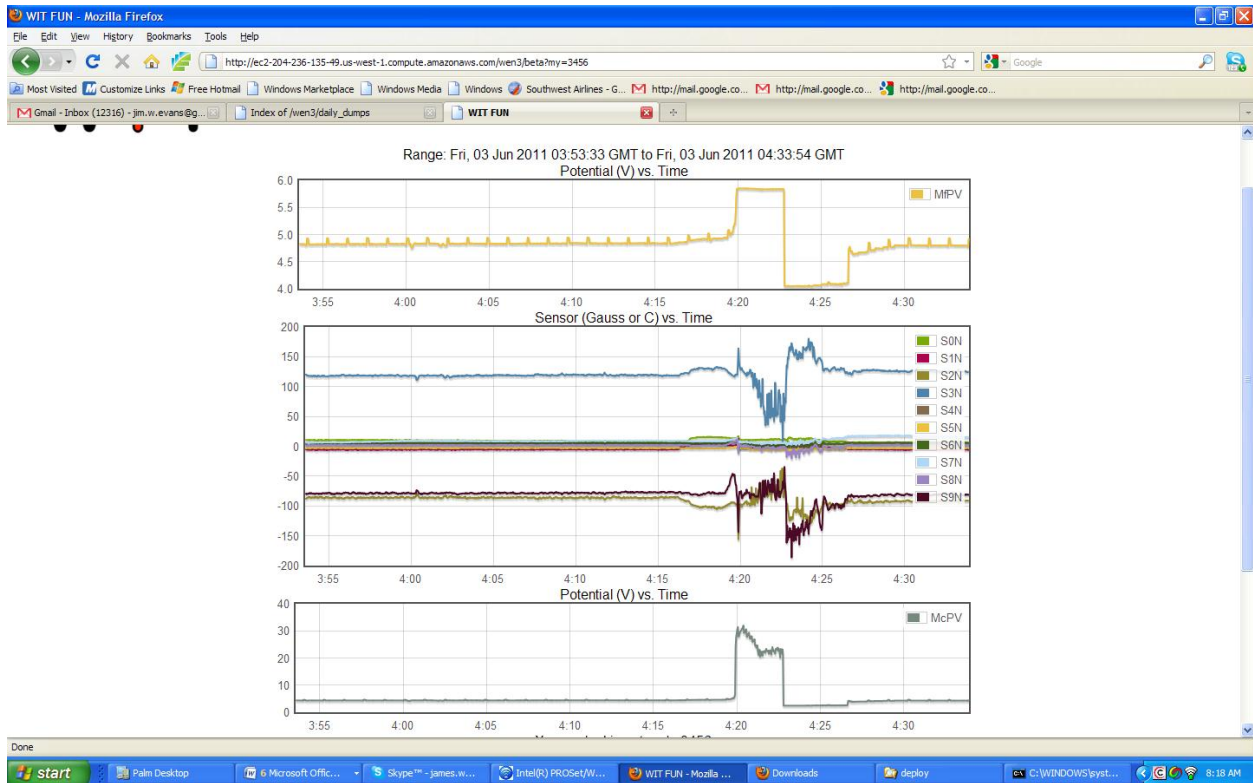 WIT FUN - Mozilla Firefox
File Edit View History Bookmarks Tools Help
http://ec2-204-236-135-49.us-west-1.compute.amazonaws.com/wen3/beta?my=3456
Google
Most Visited Customize Links Free Hotmail Windows Marketplace Windows Media Windows Southwest Airlines - G... http://mail.google.co... http://mail.google.co... http://mail.google.co...
Gmail - Inbox (12316) - jim.w.evans@g... Index of /wen3/daily_dumps WIT FUN
Range: Fri, 03 Jun 2011 03:53:33 GMT to Fri, 03 Jun 2011 04:33:54 GMT
Potential (V) vs. Time
6.0
5.5
5.0
4.5
4.0
MfPV
3:55 4:00 4:05 4:10 4:15 4:20 4:25 4:30
Sensor (Gauss or C) vs. Time
200
150
100
50
0
-50
-100
-150
-200
S0N
S1N
S2N
S3N
S4N
S5N
S6N
S7N
S8N
S9N
3:55 4:00 4:05 4:10 4:15 4:20 4:25 4:30
Potential (V) vs. Time
40
30
20
10
0
McPV
3:55 4:00 4:05 4:10 4:15 4:20 4:25 4:30
Done
start Palm Desktop 6 Microsoft Offic... Skype™ - james.w... Intel(R) PROSet/W... WIT FUN - Mozilla ... Downloads deploy C:\WINDOWS\syst... 8:18 AM